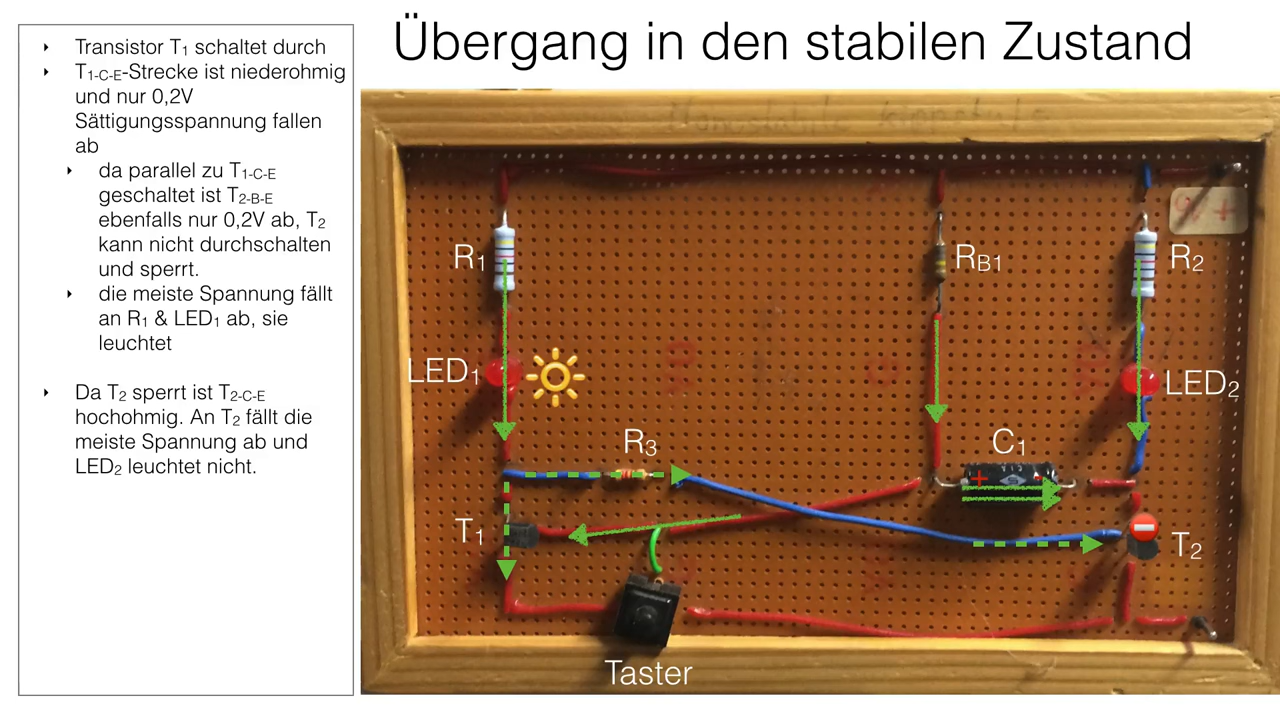 Übergang in den stabilen Zustand
Transistor T1 schaltet durch
T1-C-E-Strecke ist niederohmig
und nur 0,2V
Sättigungsspannung fallen
ab
da parallel zu T1-C-E
geschaltet ist T2-B-E
ebenfalls nur 0,2V ab, T2
kann nicht durchschalten
und sperrt.
die meiste Spannung fällt
an R1 & LED1 ab, sie
leuchtet
Da T2 sperrt ist T2-C-E
hochohmig. An T2 fällt die
meiste Spannung ab und
LED2 leuchtet nicht.
R1
RB1
R2
LED1
LED2
R3
C1
+ -
T1
T2
Taster